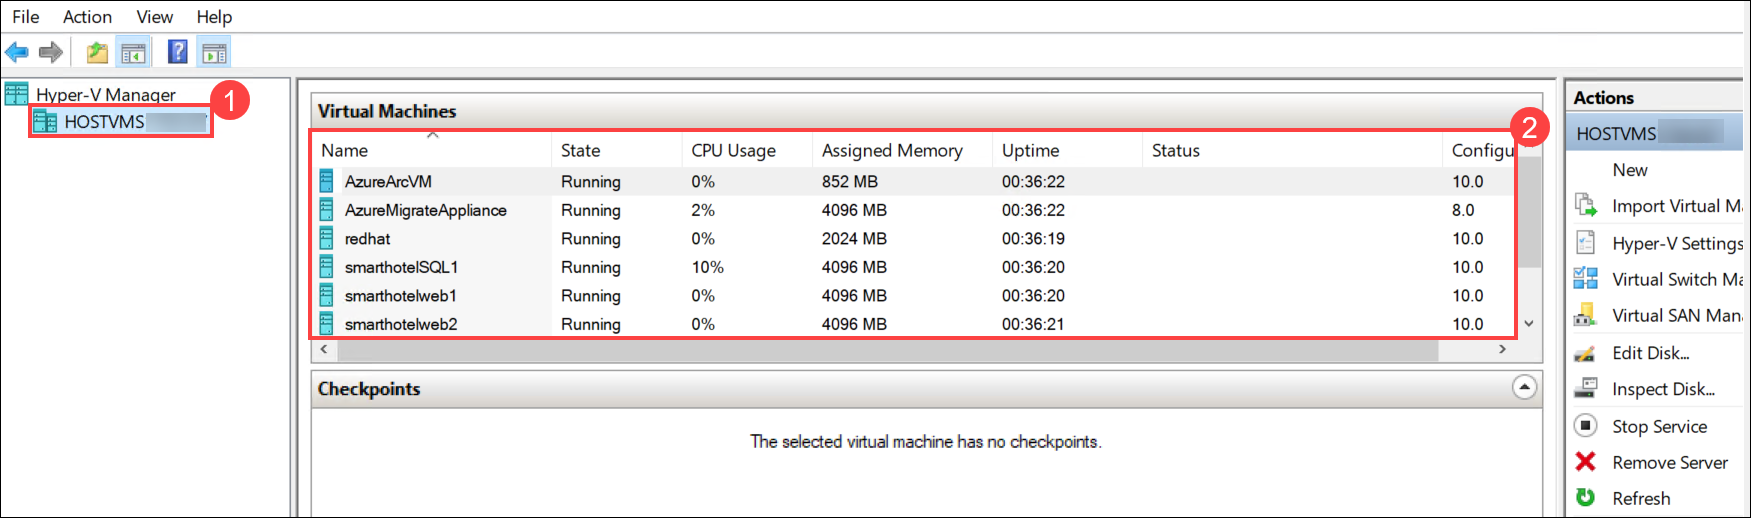 File Action View Help
Hyper-V Manager
HOSTVMS
1
Virtual Machines
2
Name State CPU Usage Assigned Memory Uptime Status Configu
AzureArcVM Running 0% 852 MB 00:36:22 10.0
AzureMigrateAppliance Running 2% 4096 MB 00:36:22 8.0
redhat Running 0% 2024 MB 00:36:19 10.0
smarthotelSQL1 Running 10% 4096 MB 00:36:20 10.0
smarthotelweb1 Running 0% 4096 MB 00:36:20 10.0
smarthotelweb2 Running 0% 4096 MB 00:36:21 10.0
Checkpoints
The selected virtual machine has no checkpoints.
Actions
HOSTVMS
New
Import Virtual Ma
Hyper-V Settings
Virtual Switch Ma
Virtual SAN Mana
Edit Disk...
Inspect Disk...
Stop Service
Remove Server
Refresh